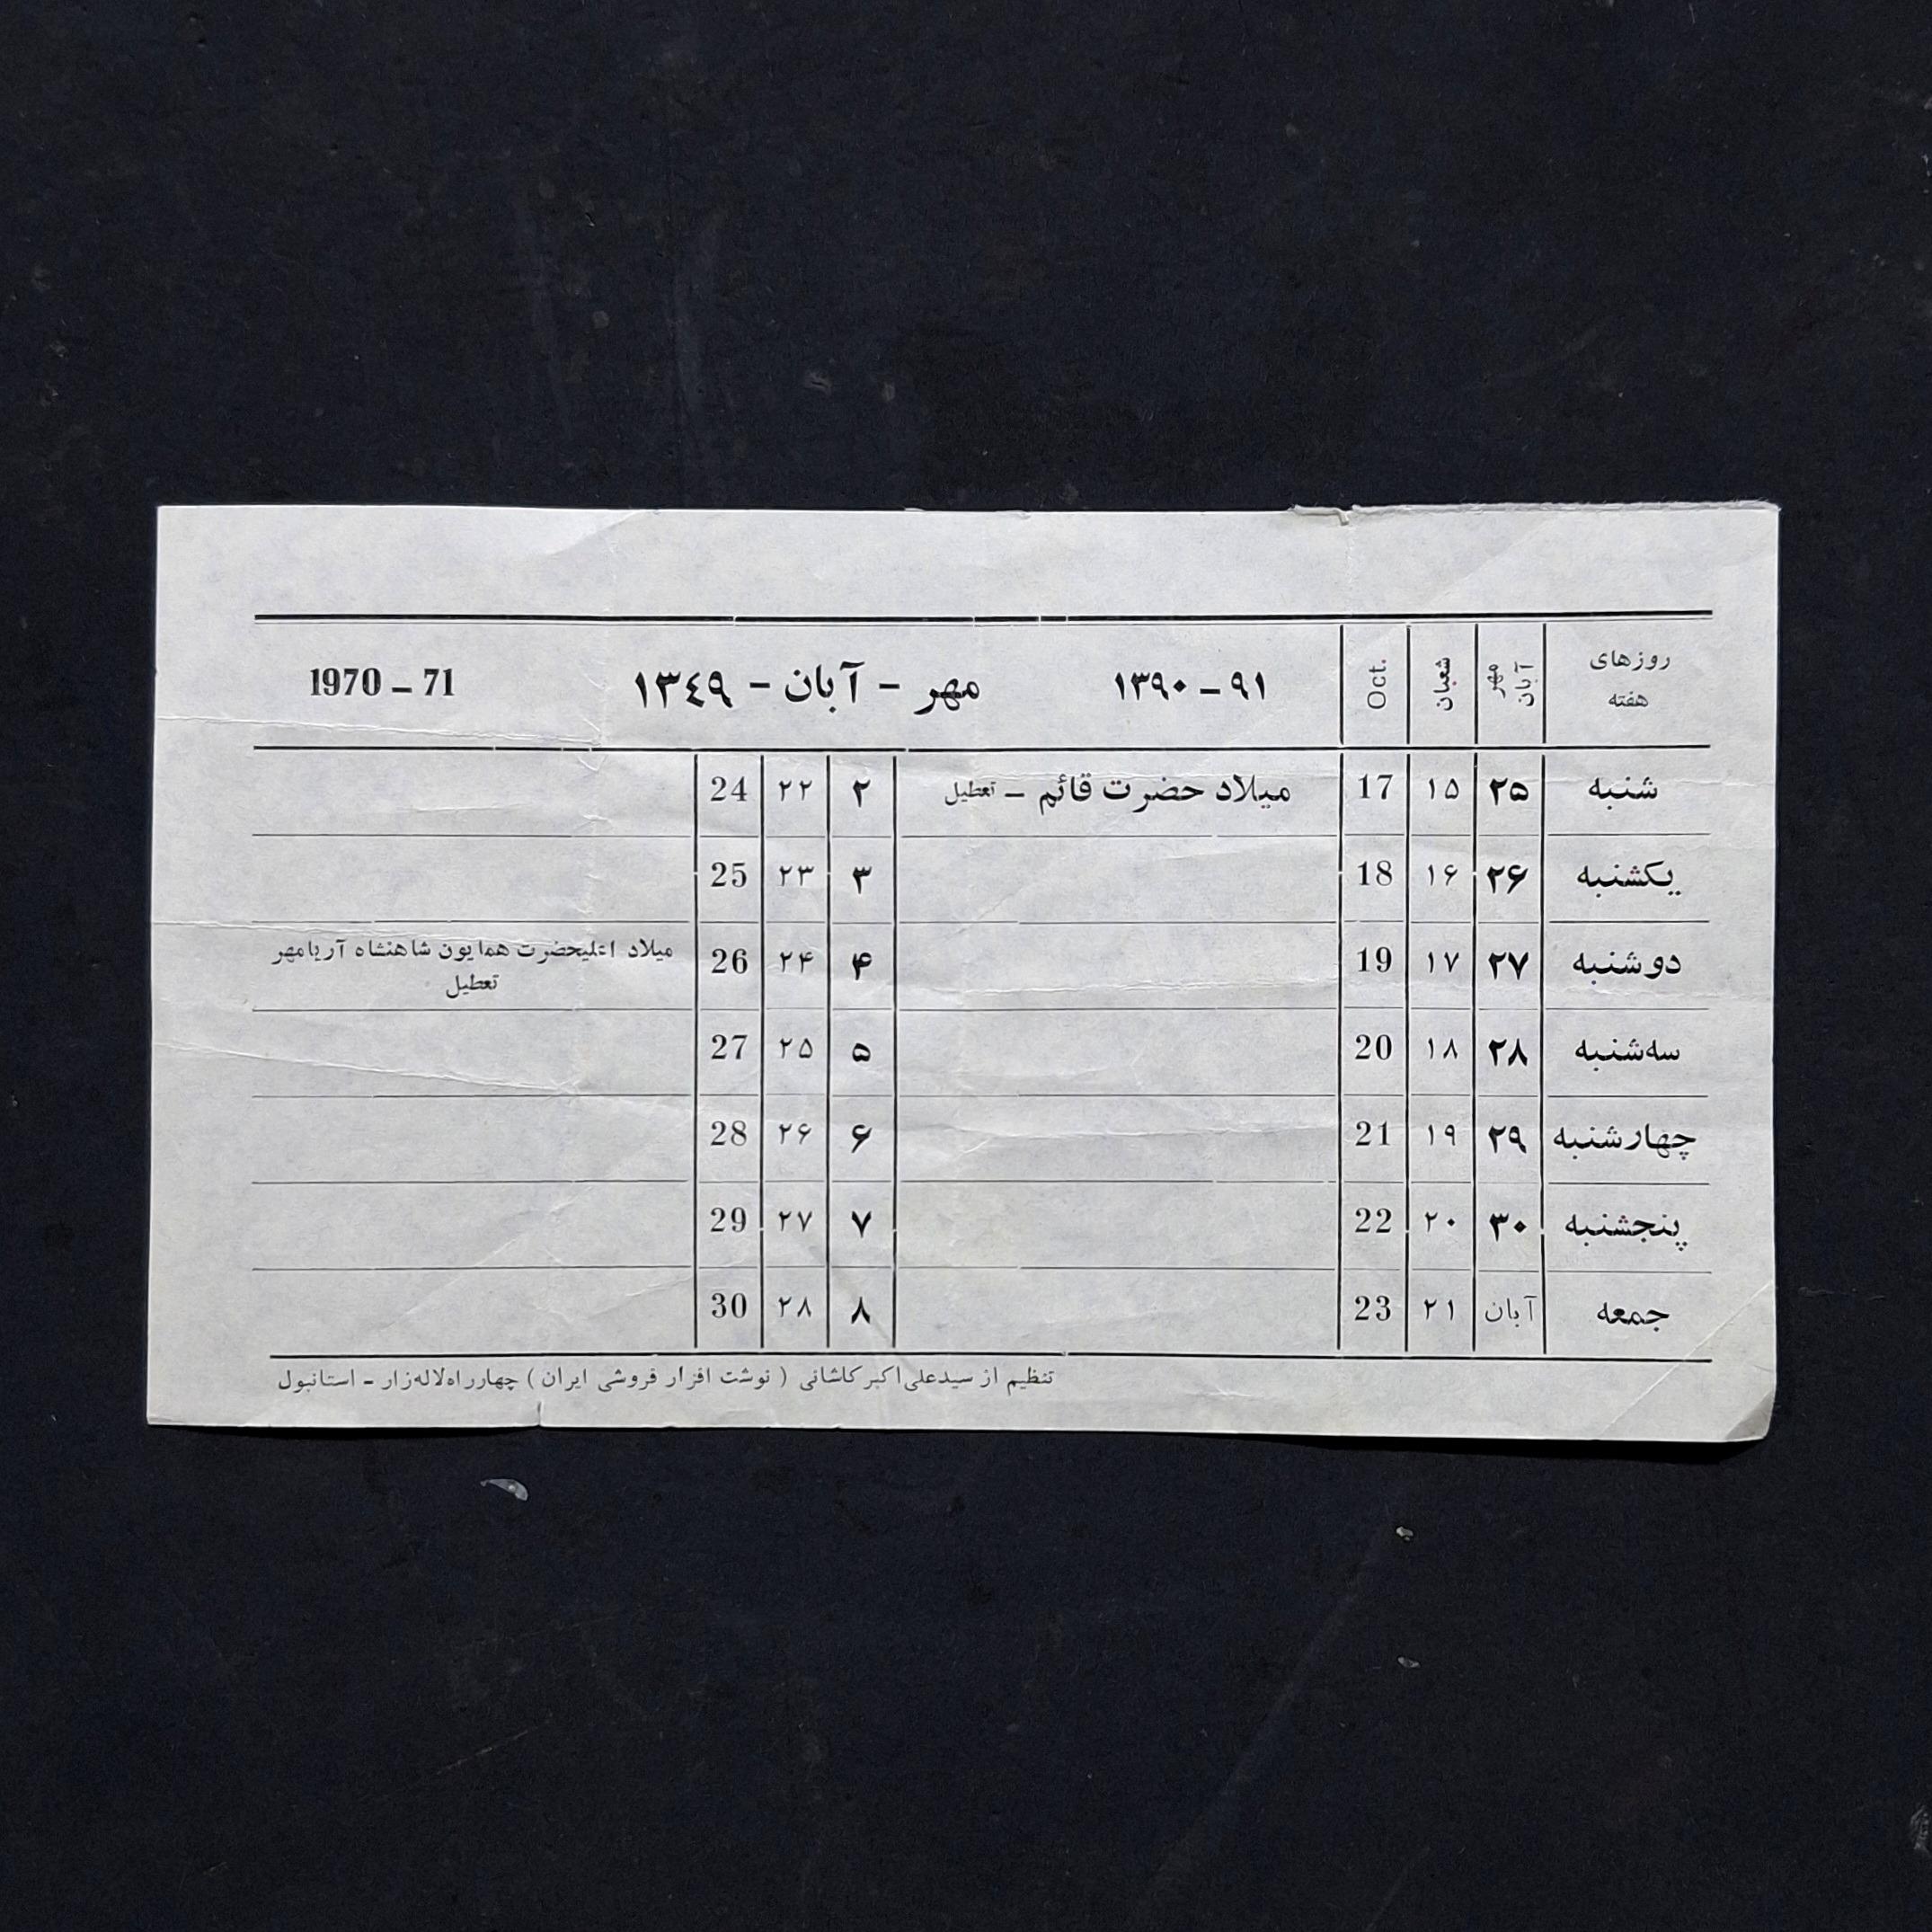 روزهای هفته مهر آبان شعبان Oct. ۱۳۹۰ – ۹۱ مهر – آبان – ۱۳٤۹ 1970 – 71
شنبه ۲۵ ۱۵ 17 میلاد حضرت قائم – تعطیل ۲ ۲۲ 24
یکشنبه ۲۶ ۱۶ 18 ۳ ۲۳ 25
دوشنبه ۲۷ ۱۷ 19 ۴ ۲۴ 26 میلاد اعلیحضرت همایون شاهنشاه آریامهر
تعطیل
سه‌شنبه ۲۸ ۱۸ 20 ۵ ۲۵ 27
چهارشنبه ۲۹ ۱۹ 21 ۶ ۲۶ 28
پنجشنبه ۳۰ ۲۰ 22 ۷ ۲۷ 29
جمعه آبان ۲۱ 23 ۸ ۲۸ 30
تنظیم از سیدعلی‌اکبر کاشانی ( نوشت افزار فروشی ایران ) چهارراه‌لاله‌زار – استانبول